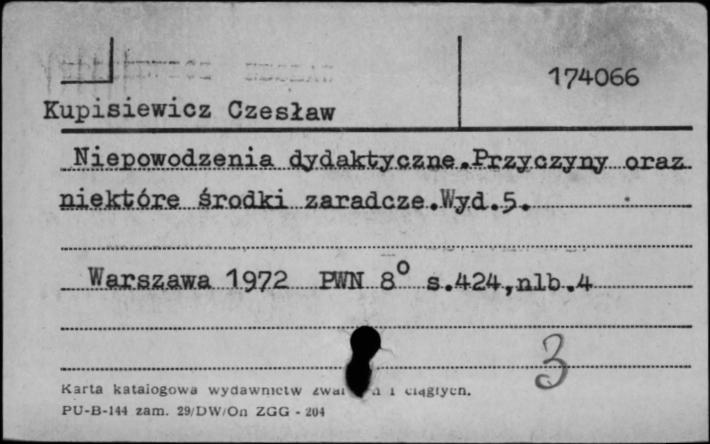 174066
Kupisiewicz Czesław
Niepowodzenia dydaktyczne.Przyczyny oraz
niektóre środki zaradcze.Wyd.5.
Warszawa 1972 PWN 8° s.424,nlb.4
3
Karta katalogowa wydawnictw i ciągłych.
PU-B-144 zam. 29/DW/On ZGG - 204